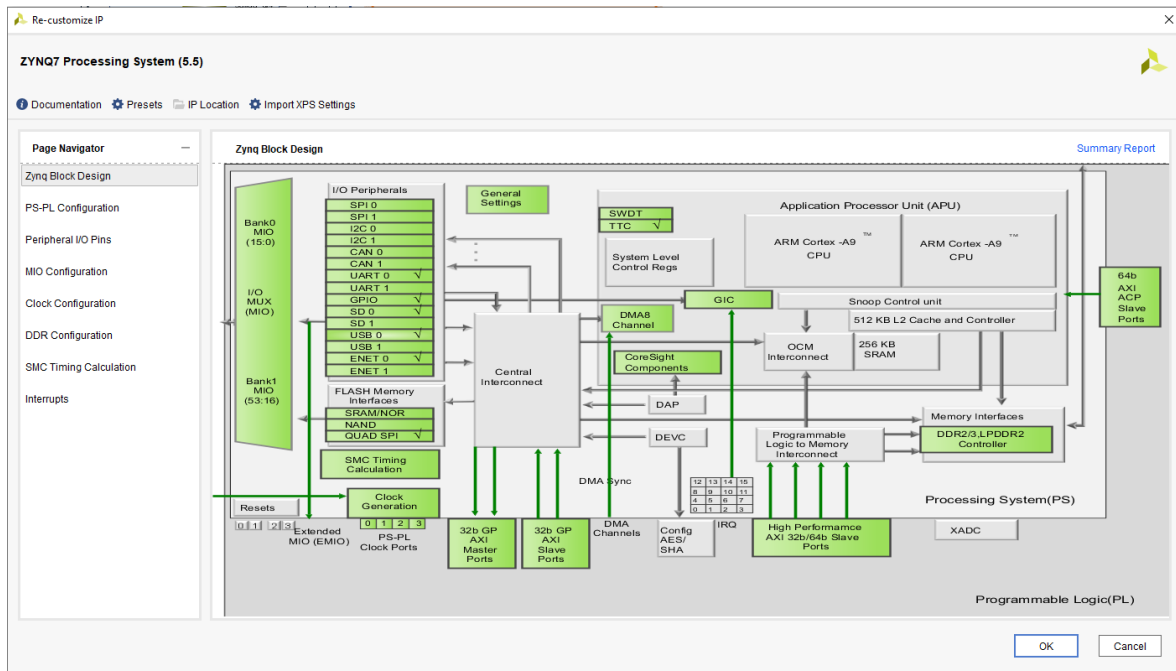 Re-customize IP
ZYNQ7 Processing System (5.5)
Documentation Presets IP Location Import XPS Settings
Page Navigator
Zynq Block Design
PS-PL Configuration
Peripheral I/O Pins
MIO Configuration
Clock Configuration
DDR Configuration
SMC Timing Calculation
Interrupts
Zynq Block Design
Summary Report
Bank0
MIO
(15:0)
I/O
MUX
(MIO)
Bank1
MIO
(53:16)
I/O Peripherals
SPI 0
SPI 1
I2C 0
I2C 1
CAN 0
CAN 1
UART 0 √
UART 1
GPIO √
SD 0 √
SD 1
USB 0 √
USB 1
ENET 0 √
ENET 1
FLASH Memory
Interfaces
SRAM/NOR
NAND
QUAD SPI √
SMC Timing
Calculation
General
Settings
Clock
Generation
Resets
0 1 2 3
Extended
MIO (EMIO)
0 1 2 3
PS-PL
Clock Ports
Central
Interconnect
32b GP
AXI
Master
Ports
32b GP
AXI
Slave
Ports
Application Processor Unit (APU)
SWDT
TTC √
System Level
Control Regs
ARM Cortex -A9 ™
CPU
ARM Cortex -A9 ™
CPU
GIC
Snoop Control unit
512 KB L2 Cache and Controller
DMA8
Channel
OCM
Interconnect
256 KB
SRAM
CoreSight
Components
DAP
DEVC
DMA Sync
DMA
Channels
Config
AES/
SHA
12 13 14 15
8 9 10 11
4 5 6 7
0 1 2 3
IRQ
Programmable
Logic to Memory
Interconnect
High Performamce
AXI 32b/64b Slave
Ports
Memory Interfaces
DDR2/3,LPDDR2
Controller
64b
AXI
ACP
Slave
Ports
Processing System(PS)
XADC
Programmable Logic(PL)
OK
Cancel